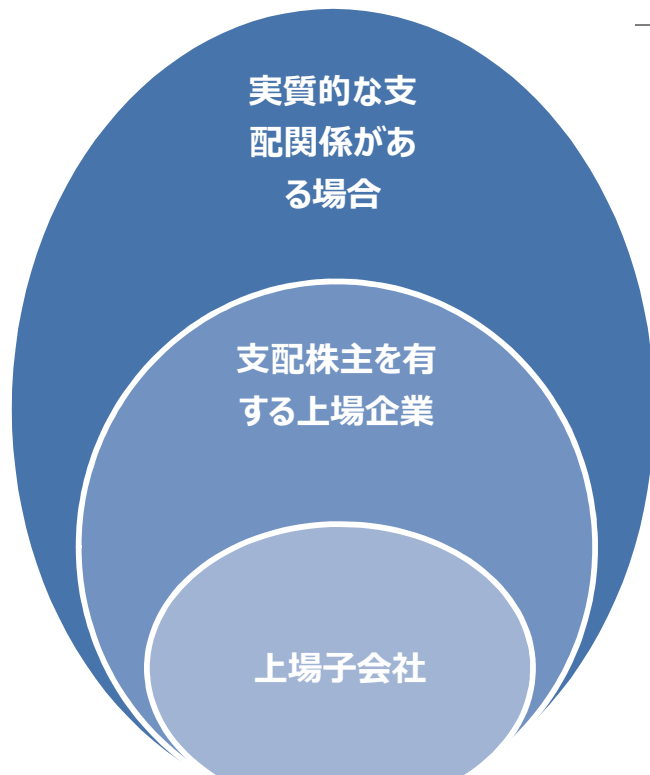 実質的な支
配関係があ
る場合
支配株主を有
する上場企業
上場子会社